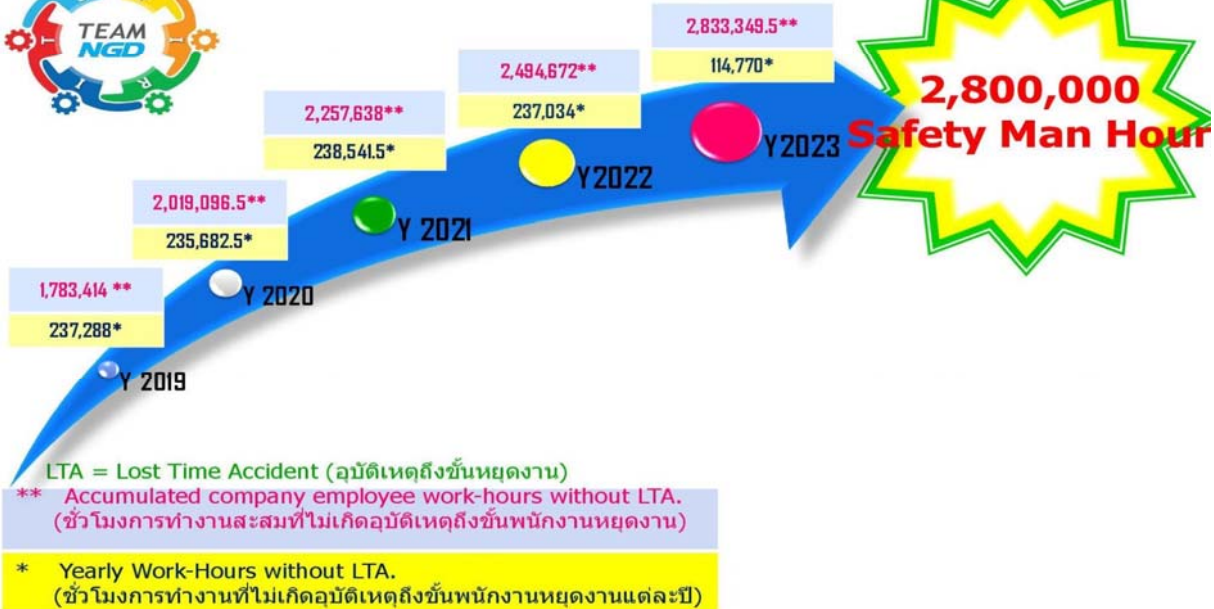 TEAM
NGD
2,833,349.5**
114,770*
2,494,672**
237,034*
2,257,638**
238,541.5*
2,019,096.5**
235,682.5*
1,783,414 **
237,288*
2,800,000
Safety Man Hour
Y2023
Y2022
Y 2021
Y 2020
Y 2019
LTA = Lost Time Accident (อุบัติเหตุถึงขั้นหยุดงาน)
** Accumulated company employee work-hours without LTA.
(ชั่วโมงการทำงานสะสมที่ไม่เกิดอุบัติเหตุถึงขั้นพนักงานหยุดงาน)
* Yearly Work-Hours without LTA.
(ชั่วโมงการทำงานที่ไม่เกิดอุบัติเหตุถึงขั้นพนักงานหยุดงานแต่ละปี)